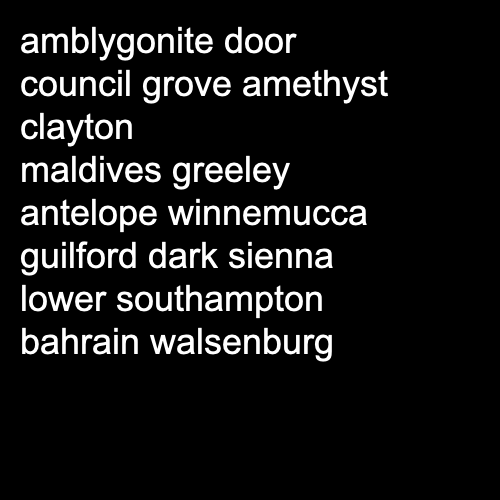 amblygonite door
council grove amethyst
clayton
maldives greeley
antelope winnemucca
guilford dark sienna
lower southampton
bahrain walsenburg